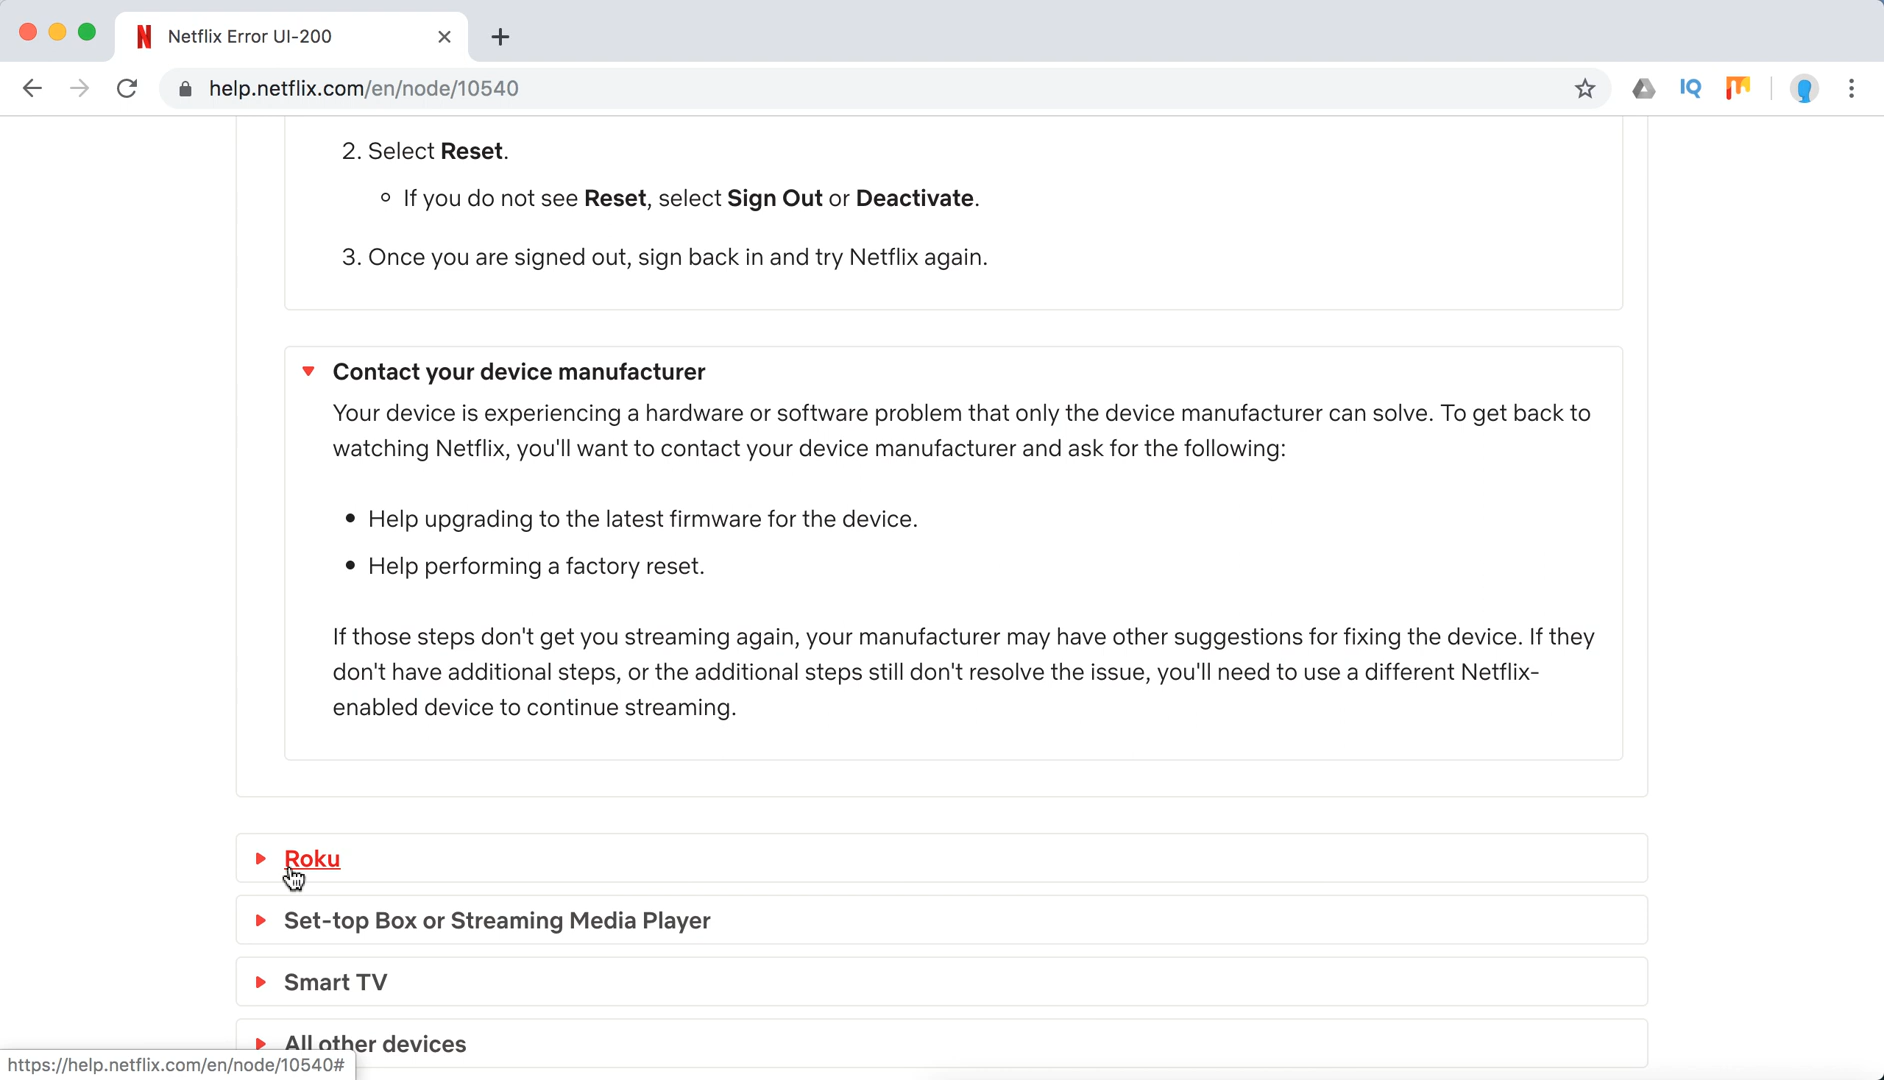 Netflix Error UI-200
help.netflix.com/en/node/10540
IQ
2. Select Reset.
If you do not see Reset, select Sign Out or Deactivate.
3. Once you are signed out, sign back in and try Netflix again.
Contact your device manufacturer
Your device is experiencing a hardware or software problem that only the device manufacturer can solve. To get back to
watching Netflix, you'll want to contact your device manufacturer and ask for the following:
Help upgrading to the latest firmware for the device.
Help performing a factory reset.
If those steps don't get you streaming again, your manufacturer may have other suggestions for fixing the device. If they
don't have additional steps, or the additional steps still don't resolve the issue, you'll need to use a different Netflix-
enabled device to continue streaming.
Roku
Set-top Box or Streaming Media Player
Smart TV
All other devices
https://help.netflix.com/en/node/10540#